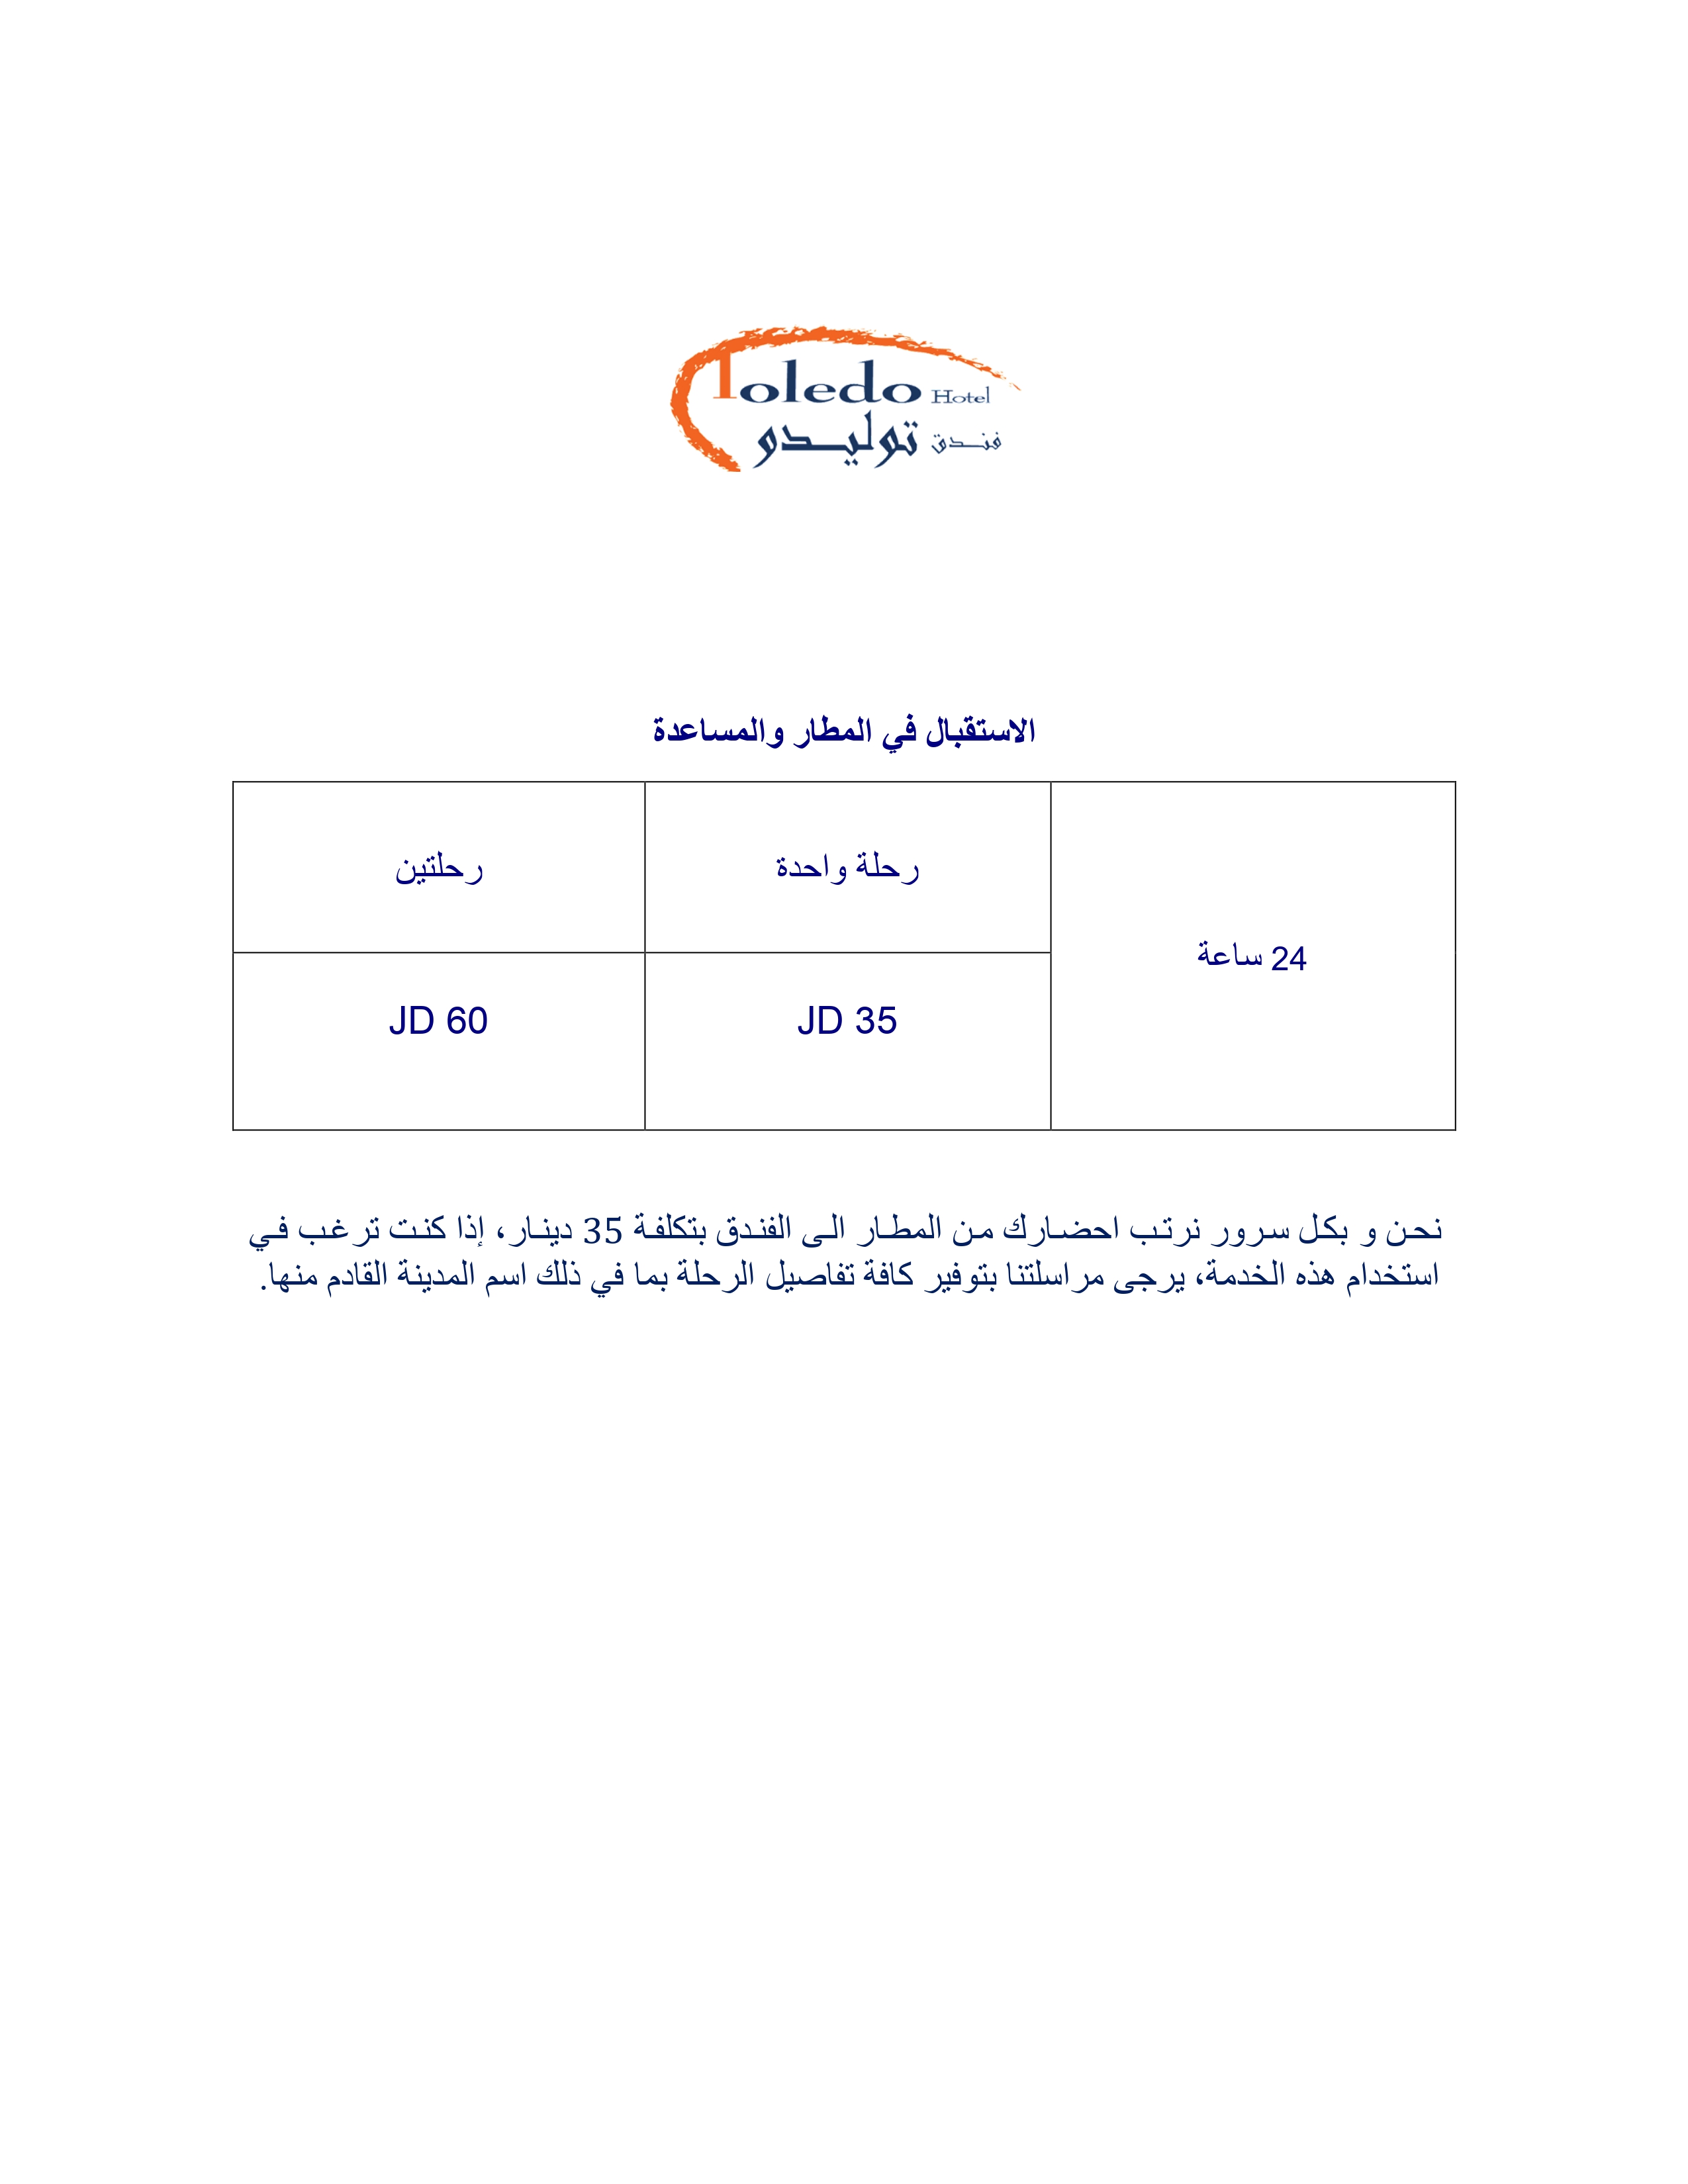 Toledo Hotel
فندق توليدو
الاستقبال في المطار والمساعدة
24 ساعة
رحلة واحدة
رحلتين
35 JD
60 JD
نحن و بكل سرور نرتب احضارك من المطار الى الفندق بتكلفة 35 دينار، إذا كنت ترغب في
استخدام هذه الخدمة، يرجى مراسلتنا بتوفير كافة تفاصيل الرحلة بما في ذلك اسم المدينة القادم منها.